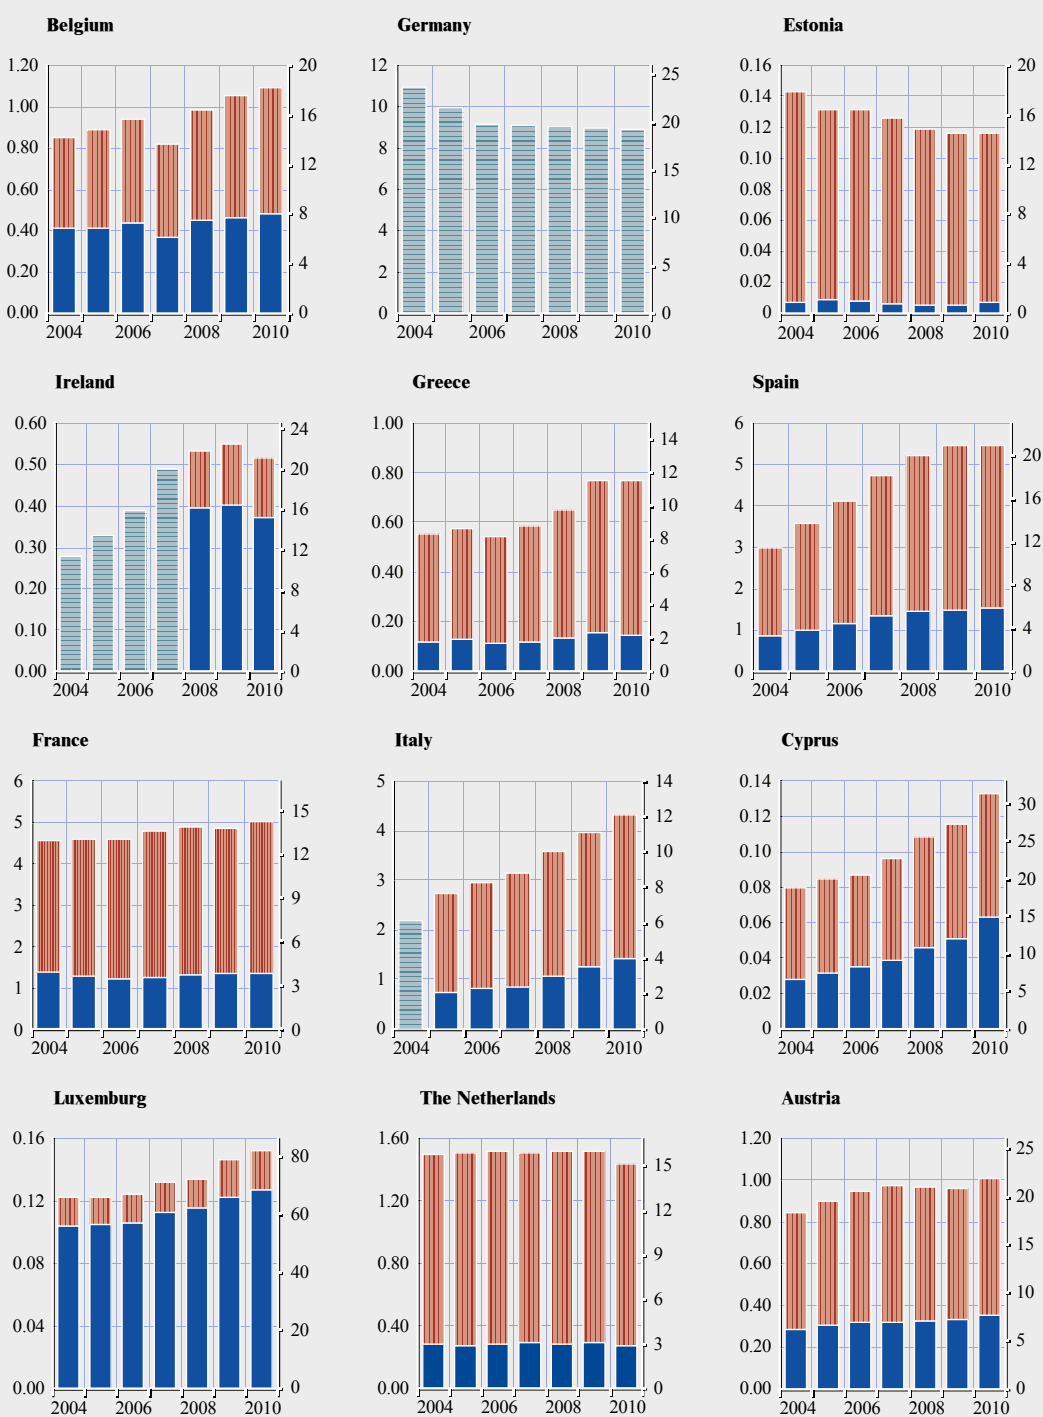 Belgium Germany Estonia
1.20 20 12 25 0.16 20
1.00 16 10 20 0.14 16
0.80 12 8 15 0.12 12
0.60 8 6 10 0.10 8
0.40 4 4 5 0.08 4
0.20 0 2 0 0.06 0
0.00 0 0.04
0.02
0
2004 2006 2008 2010 2004 2006 2008 2010 2004 2006 2008 2010
Ireland Greece Spain
0.60 24 1.00 14 6 20
0.50 20 0.80 12 5 16
0.40 16 0.60 10 4 12
0.30 12 0.40 8 3 8
0.20 8 0.20 6 2 4
0.10 4 0.00 4 1 0
0.00 0 2 0
0
2004 2006 2008 2010 2004 2006 2008 2010 2004 2006 2008 2010
France Italy Cyprus
6 15 5 14 0.14 30
5 12 4 12 0.12 25
4 9 3 10 0.10 20
3 6 2 8 0.08 15
2 3 1 6 0.06 10
1 0 0 4 0.04 5
0 2 0.02 0
0 0
2004 2006 2008 2010 2004 2006 2008 2010 2004 2006 2008 2010
Luxemburg The Netherlands Austria
0.16 80 1.60 15 1.20 25
0.12 60 1.20 12 1.00 20
0.08 40 0.80 9 0.80 15
0.04 20 0.40 6 0.60 10
0.00 0 0.00 3 0.40 5
0 0.20 0
0.00
2004 2006 2008 2010 2004 2006 2008 2010 2004 2006 2008 2010